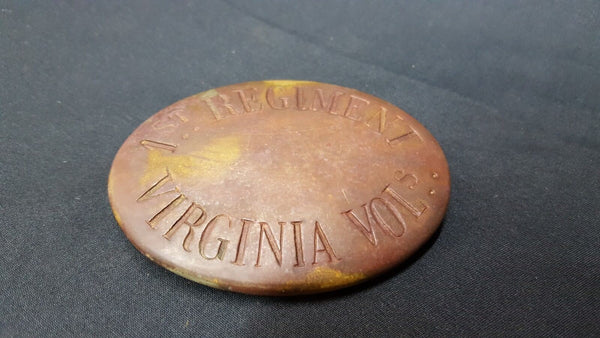 1ST. REGIMENT
VIRGINIA VOLS..